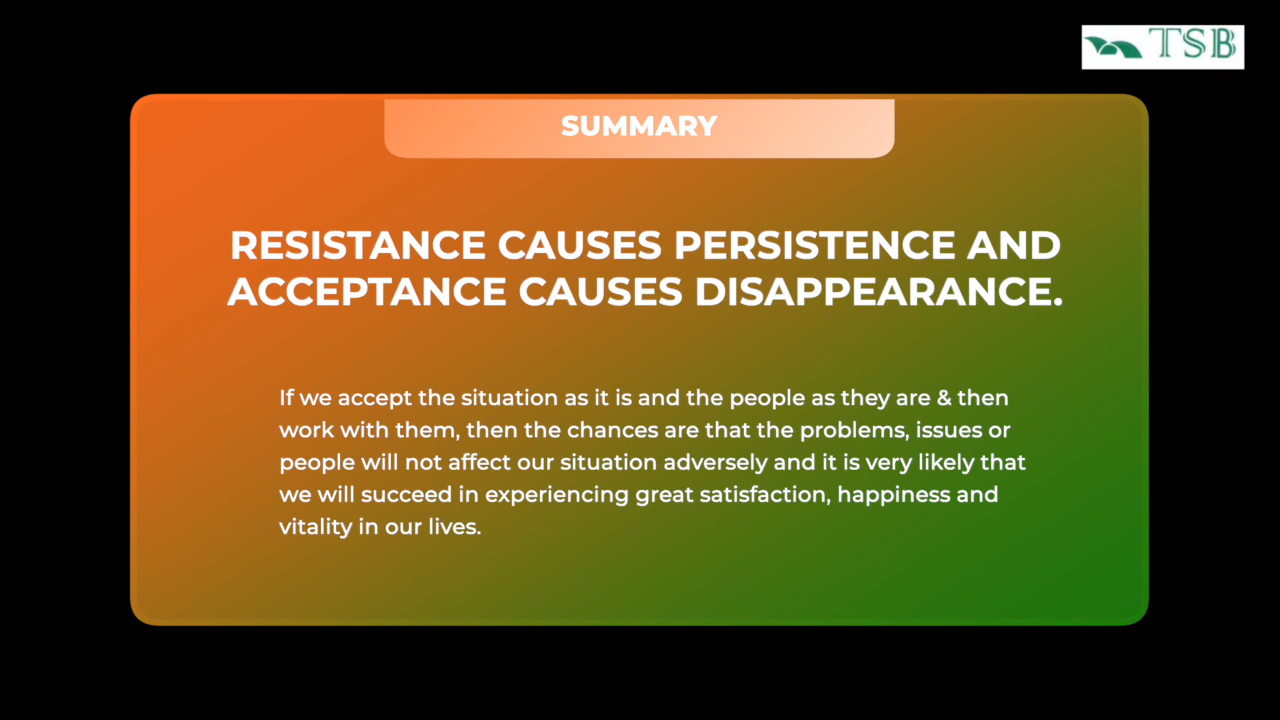 TSB
SUMMARY
RESISTANCE CAUSES PERSISTENCE AND
ACCEPTANCE CAUSES DISAPPEARANCE.
If we accept the situation as it is and the people as they are & then
work with them, then the chances are that the problems, issues or
people will not affect our situation adversely and it is very likely that
we will succeed in experiencing great satisfaction, happiness and
vitality in our lives.